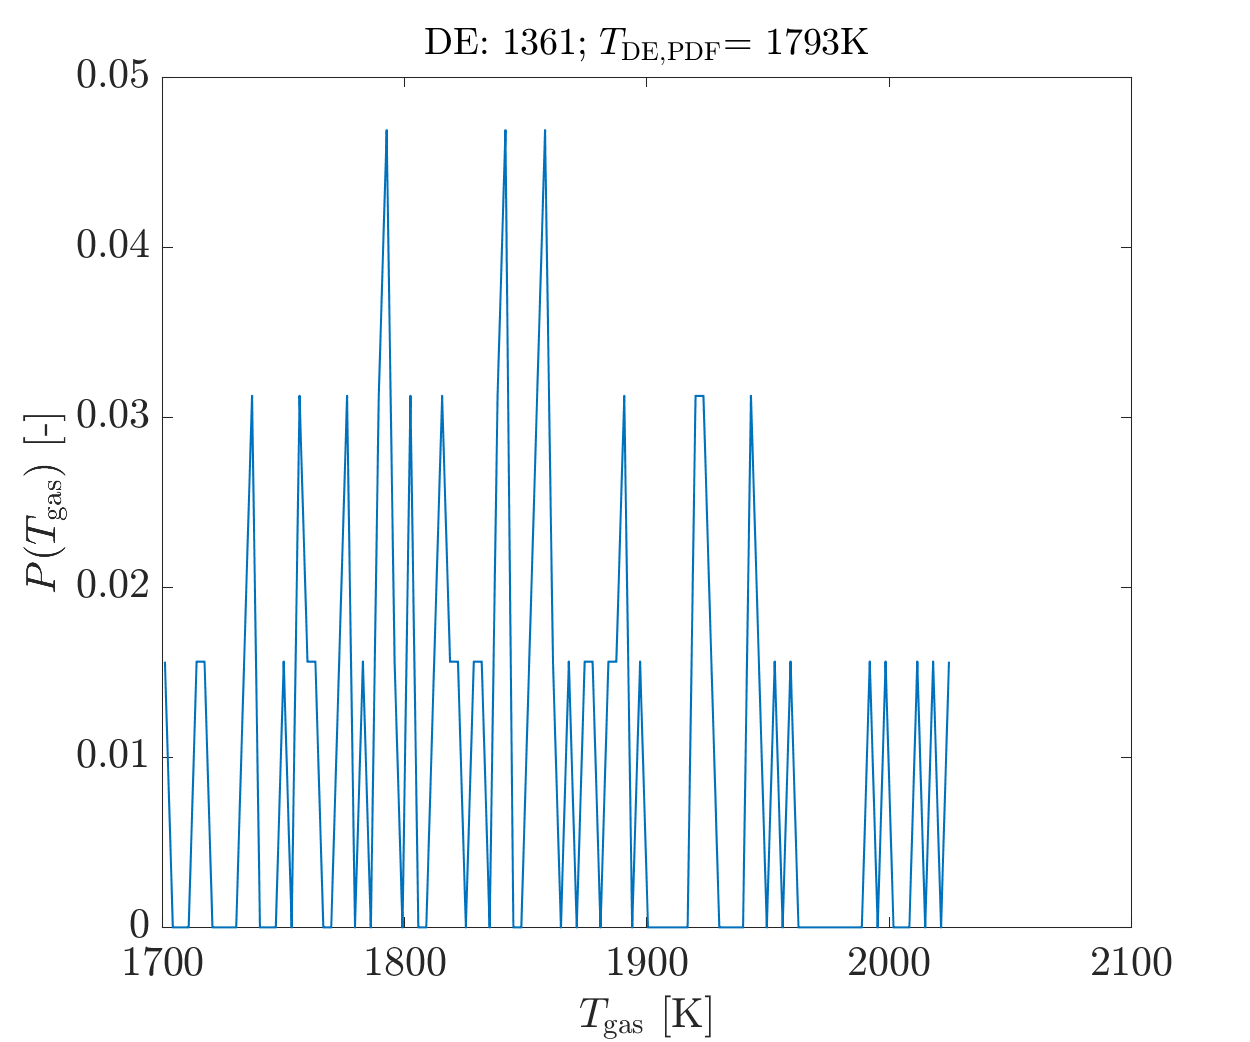 DE: 1361; T_DE,PDF= 1793K
0.05
0.04
0.03
0.02
0.01
0
P(T_gas) [-]
1700 1800 1900 2000 2100
T_gas [K]